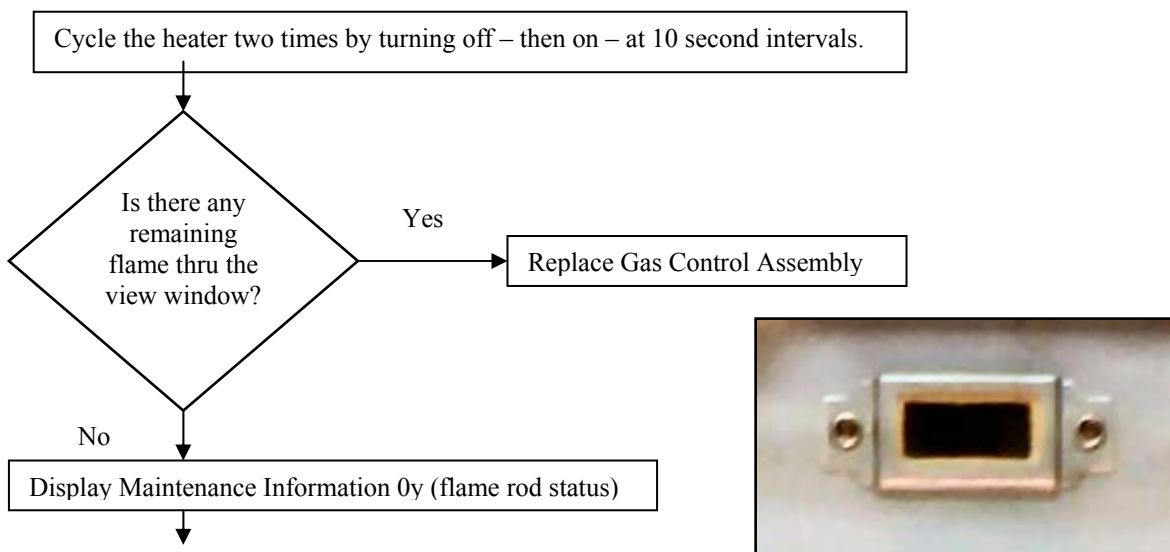 Cycle the heater two times by turning off – then on – at 10 second intervals.
Is there any
remaining
flame thru the
view window?
Yes
Replace Gas Control Assembly
No
Display Maintenance Information 0y (flame rod status)